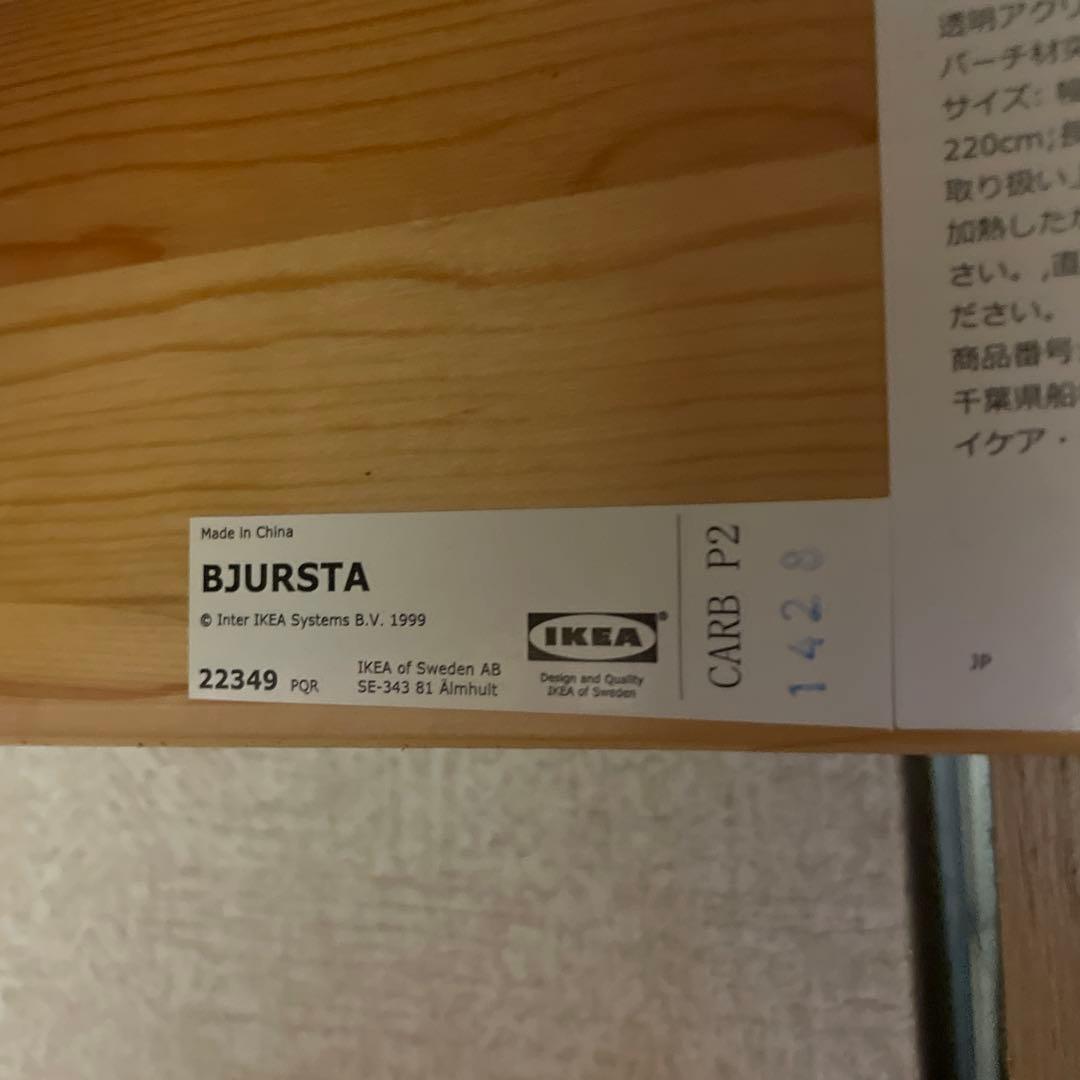 Made in China
BJURSTA
© Inter IKEA Systems B.V. 1999
22349 PQR
IKEA of Sweden AB
SE-343 81 Älmhult
IKEA®
Design and Quality
IKEA of Sweden
CARB P2
1428
透明アクリ
バーチ材突
サイズ: 幅
220cm;長
取り扱い
加熱した
さい。,直
ださい。
商品番号
千葉県船
イケア・
JP